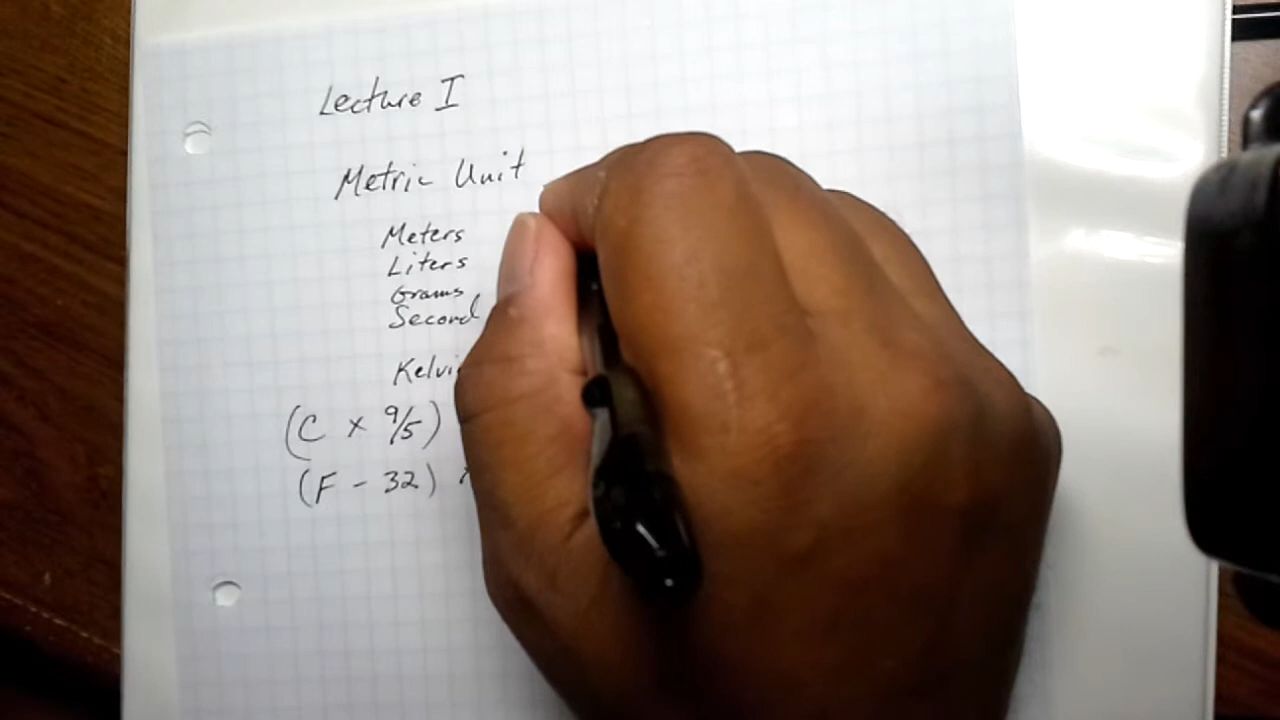 Lecture I
Metric Unit
Meters
Liters
Grams
Second
Kelvi
(C x 9/5)
(F - 32)